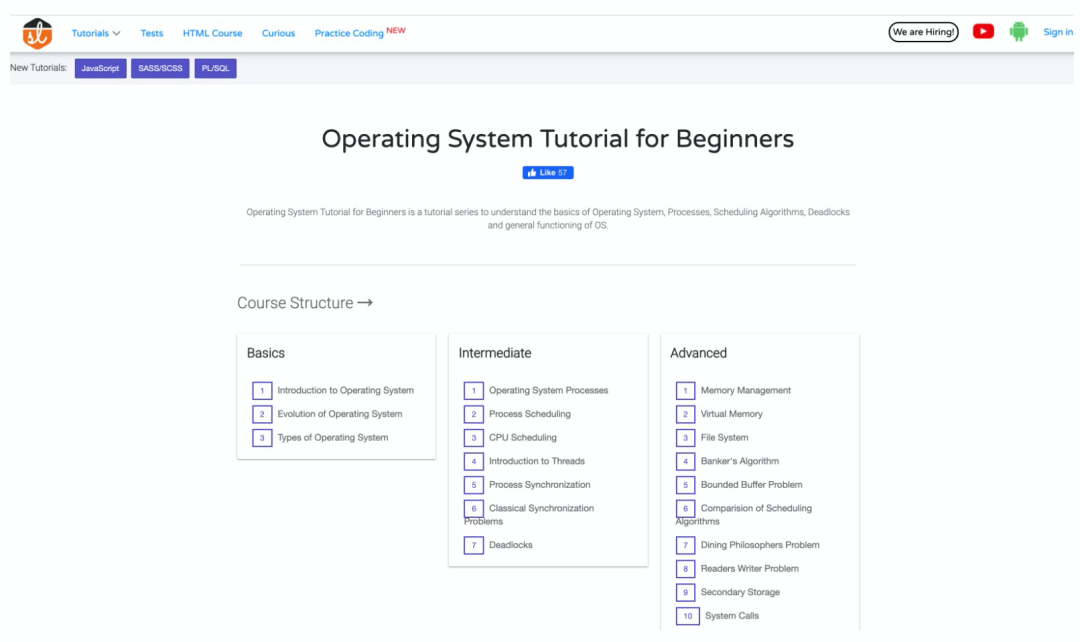 Tutorials Tests HTML Course Curious Practice Coding NEW We are Hiring! Sign in
New Tutorials: JavaScript SASS/SCSS PL/SQL
Operating System Tutorial for Beginners
Like 57
Operating System Tutorial for Beginners is a tutorial series to understand the basics of Operating System, Processes, Scheduling Algorithms, Deadlocks
and general functioning of OS.
Course Structure →
Basics
1 Introduction to Operating System
2 Evolution of Operating System
3 Types of Operating System
Intermediate
1 Operating System Processes
2 Process Scheduling
3 CPU Scheduling
4 Introduction to Threads
5 Process Synchronization
6 Classical Synchronization
Problems
7 Deadlocks
Advanced
1 Memory Management
2 Virtual Memory
3 File System
4 Banker's Algorithm
5 Bounded Buffer Problem
6 Comparision of Scheduling
Algorithms
7 Dining Philosophers Problem
8 Readers Writer Problem
9 Secondary Storage
10 System Calls